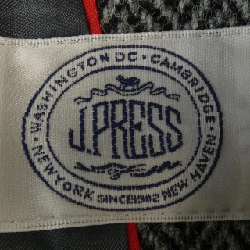 WASHINGTON DC · CAMBRIDGE
J. PRESS
NEW YORK SINCE 1902 NEW HAVEN